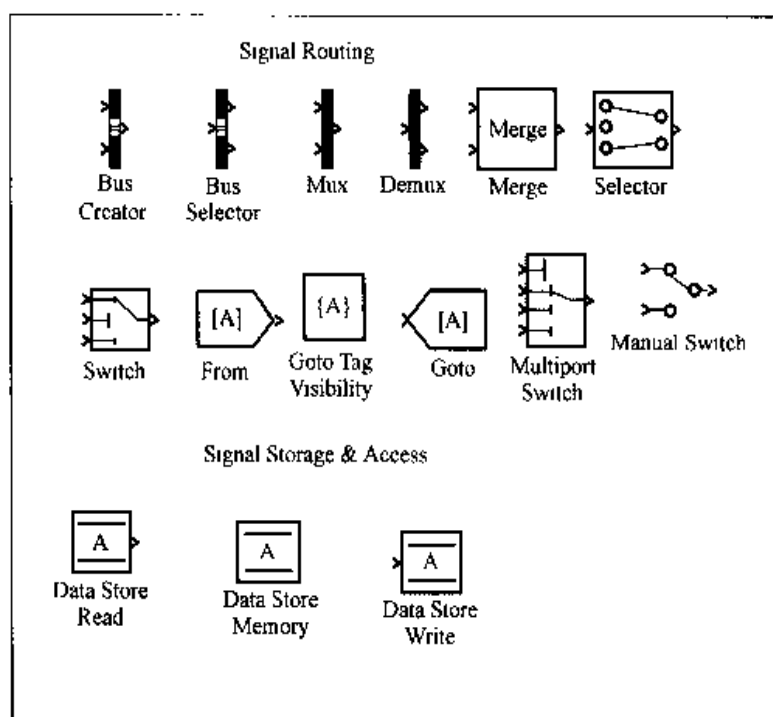 Signal Routing
Merge
Bus
Creator
Bus
Selector
Mux
Demux
Merge
Selector
[A]
{A}
[A]
Switch
From
Goto Tag
Visibility
Goto
Multiport
Switch
Manual Switch
Signal Storage & Access
A
A
A
Data Store
Read
Data Store
Memory
Data Store
Write